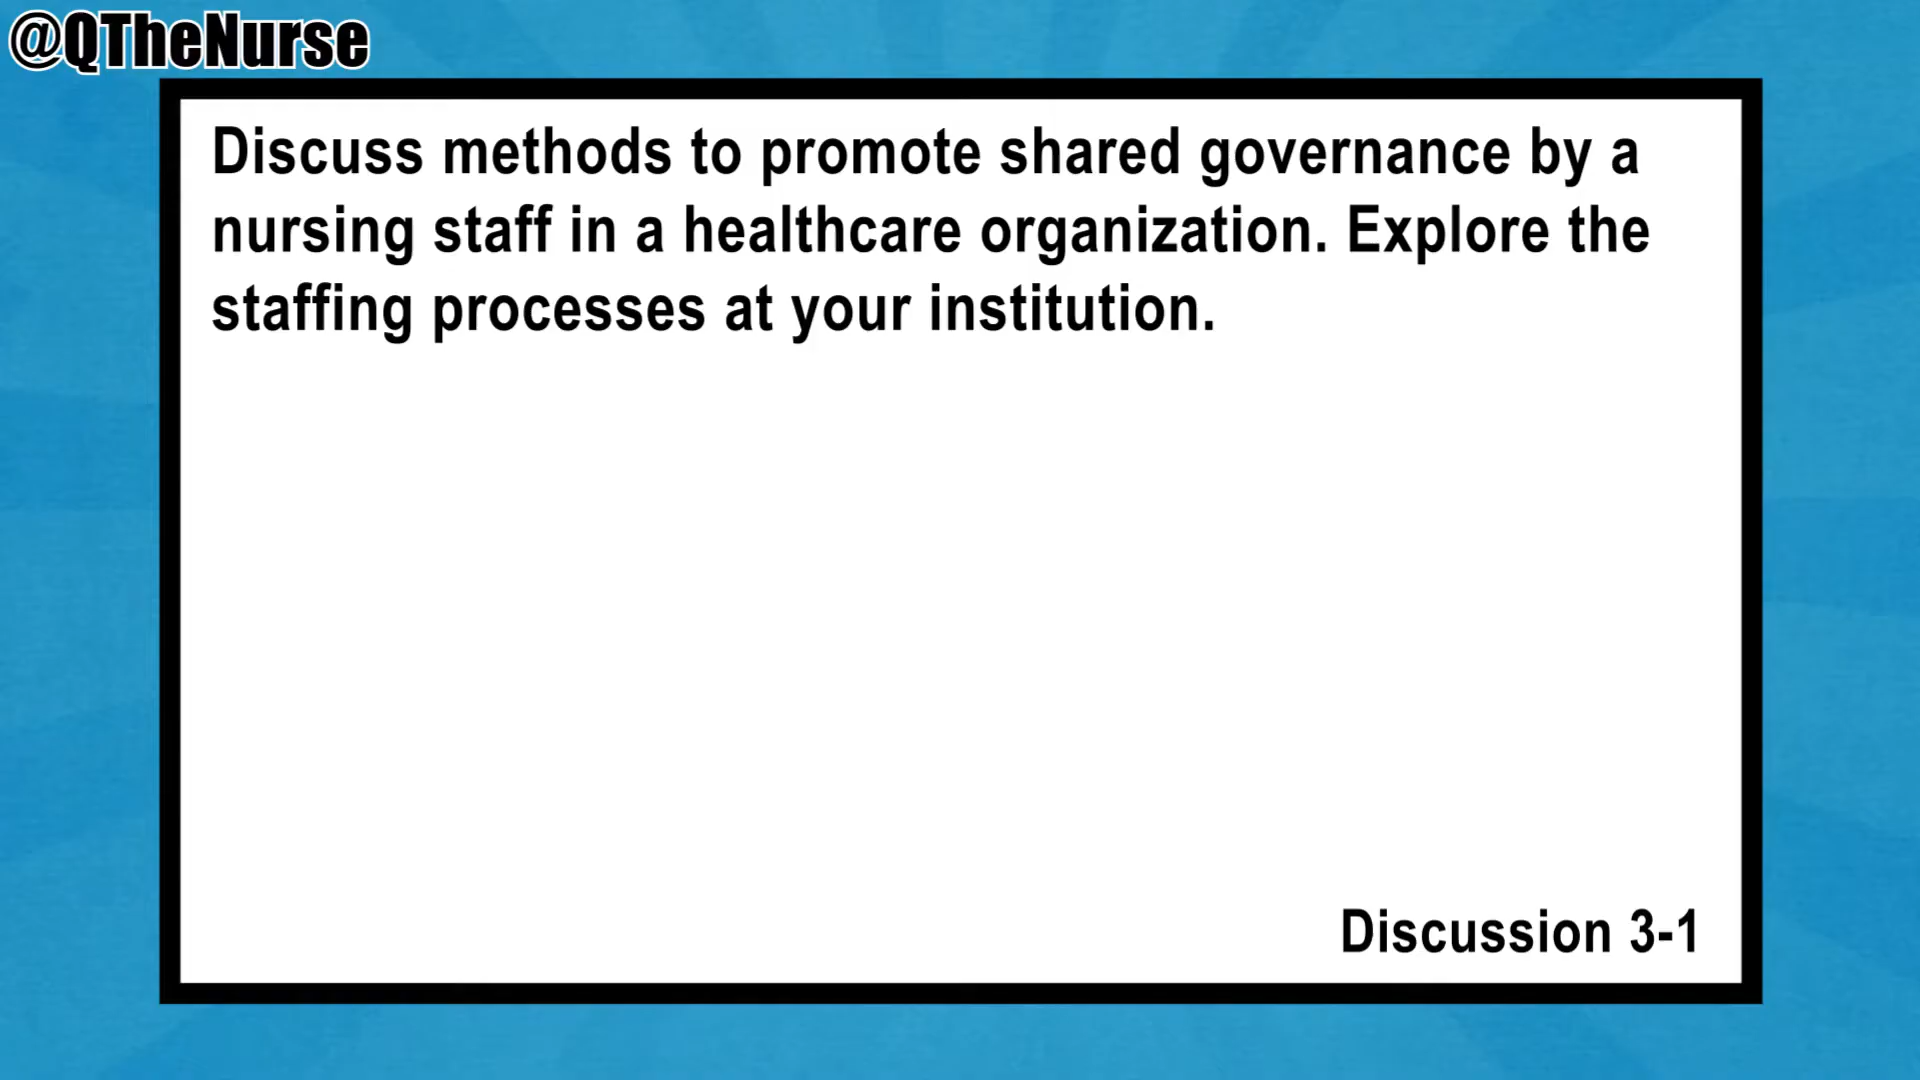 @QTheNurse
Discuss methods to promote shared governance by a
nursing staff in a healthcare organization. Explore the
staffing processes at your institution.
Discussion 3-1